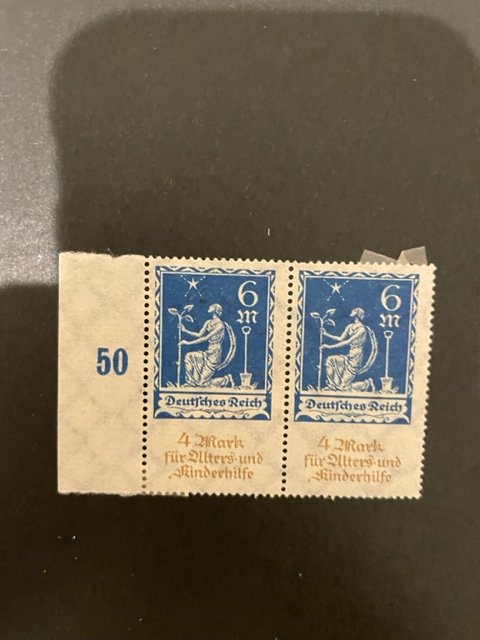 50
6
M
Deutsches Reich
4 Mark
für Alters- und
Kinderhilfe
6
M
Deutsches Reich
4 Mark
für Alters- und
Kinderhilfe